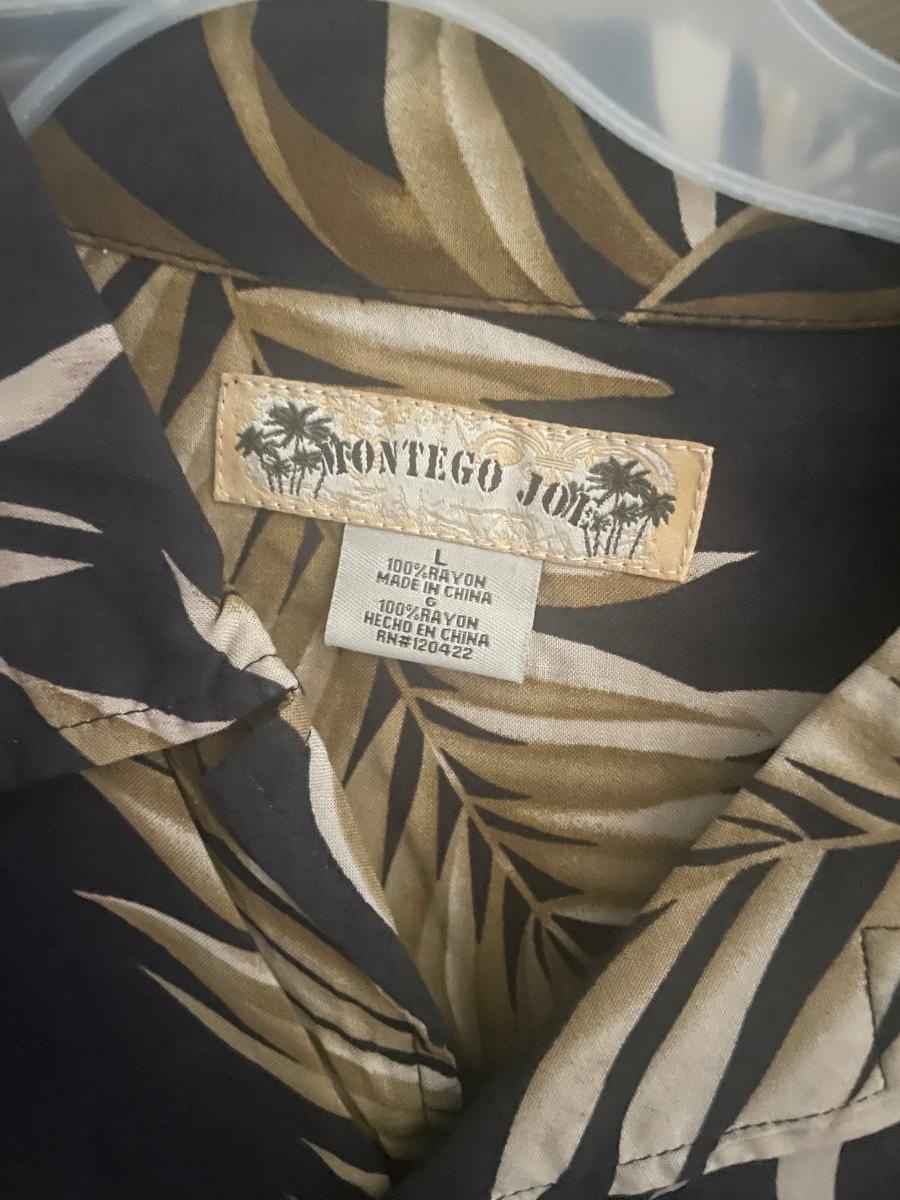 MONTEGO JOE
L
100%RAYON
MADE IN CHINA
G
100%RAYON
HECHO EN CHINA
RN#120422